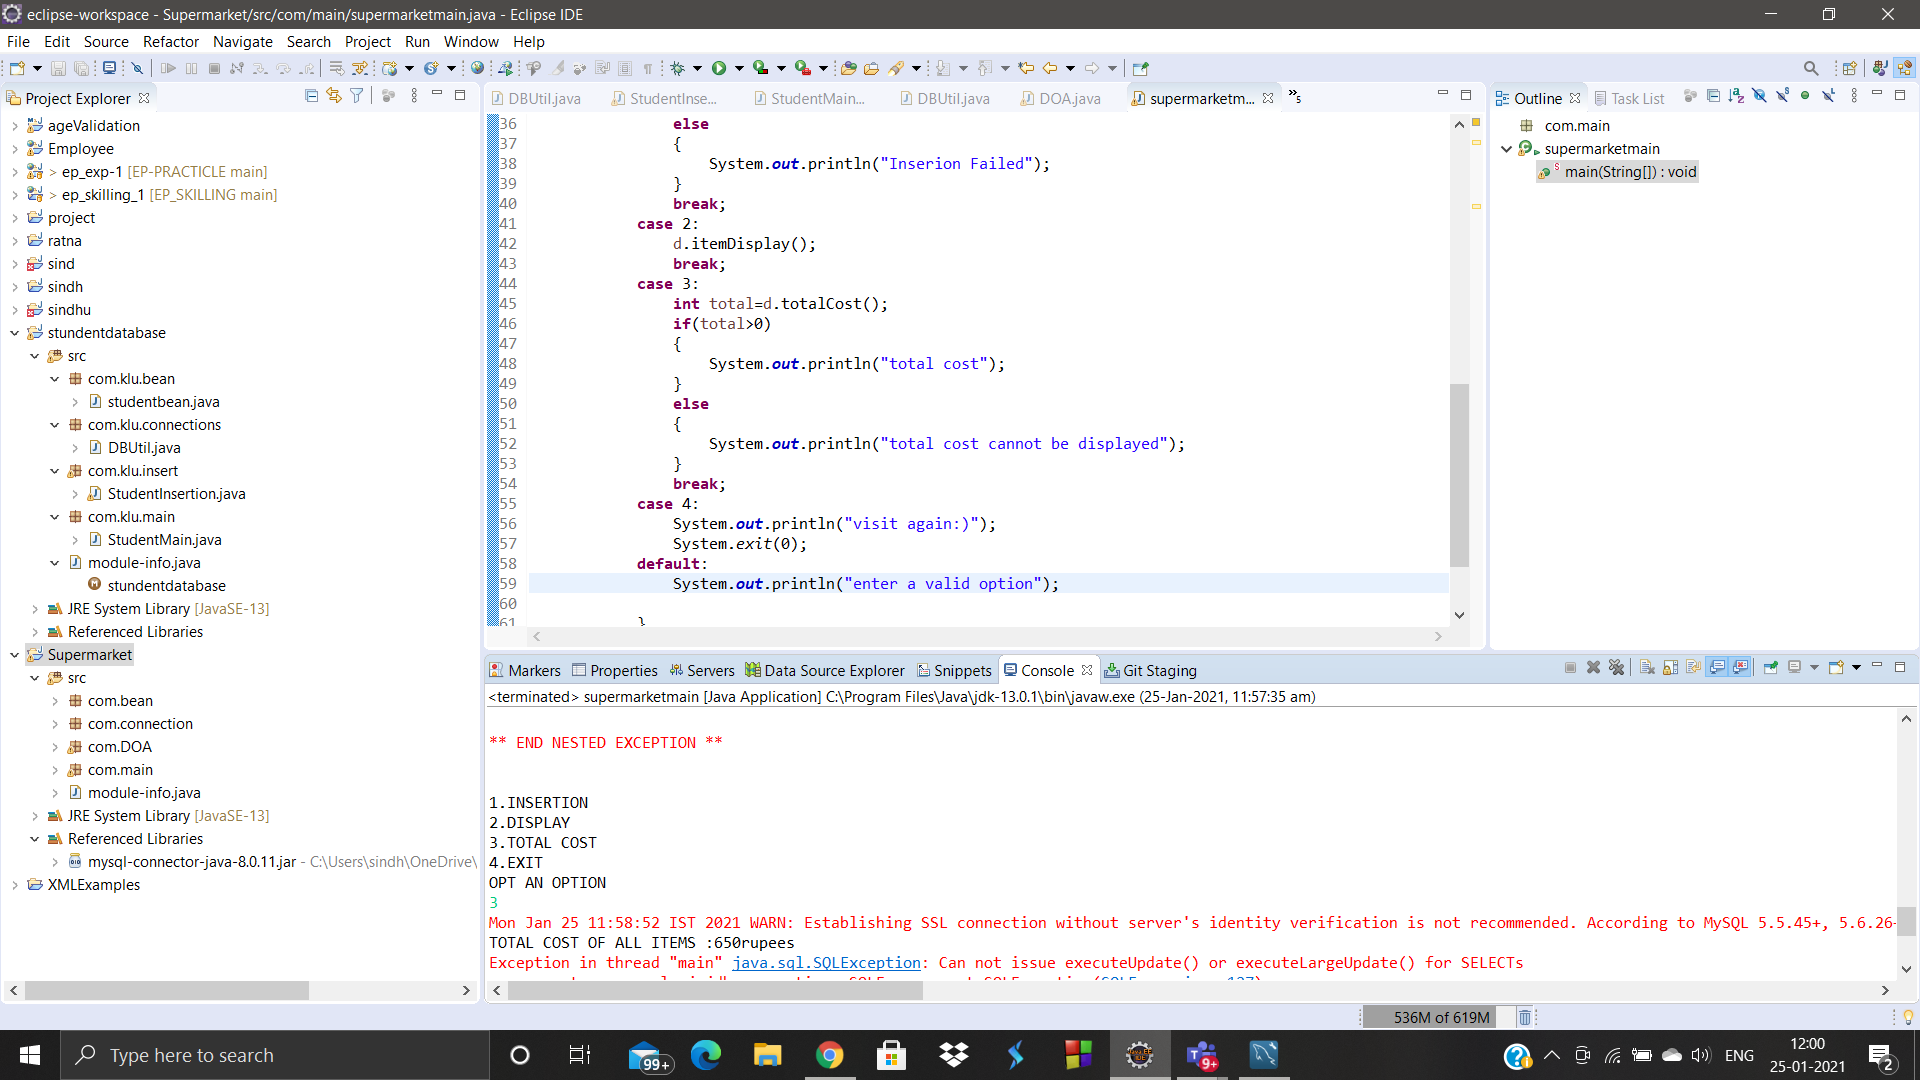 eclipse-workspace - Supermarket/src/com/main/supermarketmain.java - Eclipse IDE
File Edit Source Refactor Navigate Search Project Run Window Help
Project Explorer
ageValidation
Employee
> ep_exp-1 [EP-PRACTICLE main]
> ep_skilling_1 [EP_SKILLING main]
project
ratna
sind
sindh
sindhu
stundentdatabase
src
com.klu.bean
studentbean.java
com.klu.connections
DBUtil.java
com.klu.insert
StudentInsertion.java
com.klu.main
StudentMain.java
module-info.java
stundentdatabase
JRE System Library [JavaSE-13]
Referenced Libraries
Supermarket
src
com.bean
com.connection
com.DOA
com.main
module-info.java
JRE System Library [JavaSE-13]
Referenced Libraries
mysql-connector-java-8.0.11.jar - C:\Users\sindh\OneDrive\
XMLExamples
DBUtil.java StudentInse... StudentMain... DBUtil.java DOA.java supermarketm... »5
36 else
37 {
38 System.out.println("Inserion Failed");
39 }
40 break;
41 case 2:
42 d.itemDisplay();
43 break;
44 case 3:
45 int total=d.totalCost();
46 if(total>0)
47 {
48 System.out.println("total cost");
49 }
50 else
51 {
52 System.out.println("total cost cannot be displayed");
53 }
54 break;
55 case 4:
56 System.out.println("visit again:)");
57 System.exit(0);
58 default:
59 System.out.println("enter a valid option");
60
61 }
Outline Task List
com.main
supermarketmain
main(String[]) : void
Markers Properties Servers Data Source Explorer Snippets Console Git Staging
<terminated> supermarketmain [Java Application] C:\Program Files\Java\jdk-13.0.1\bin\javaw.exe (25-Jan-2021, 11:57:35 am)
** END NESTED EXCEPTION **
1.INSERTION
2.DISPLAY
3.TOTAL COST
4.EXIT
OPT AN OPTION
3
Mon Jan 25 11:58:52 IST 2021 WARN: Establishing SSL connection without server's identity verification is not recommended. According to MySQL 5.5.45+, 5.6.26
TOTAL COST OF ALL ITEMS :650rupees
Exception in thread "main" java.sql.SQLException: Can not issue executeUpdate() or executeLargeUpdate() for SELECTs
536M of 619M
Type here to search
99+
9+
ENG
12:00
25-01-2021
2